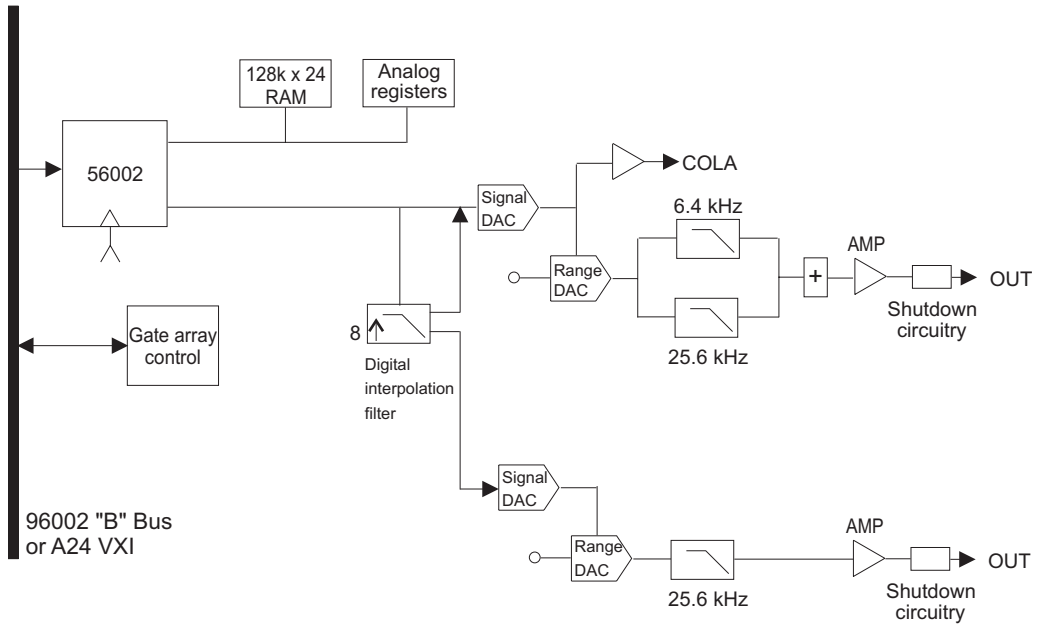 128k x 24
RAM
Analog
registers
56002
Signal
DAC
COLA
6.4 kHz
Range
DAC
+
AMP
OUT
Shutdown
circuitry
25.6 kHz
Gate array
control
8
Digital
interpolation
filter
Signal
DAC
96002 "B" Bus
or A24 VXI
Range
DAC
25.6 kHz
AMP
OUT
Shutdown
circuitry